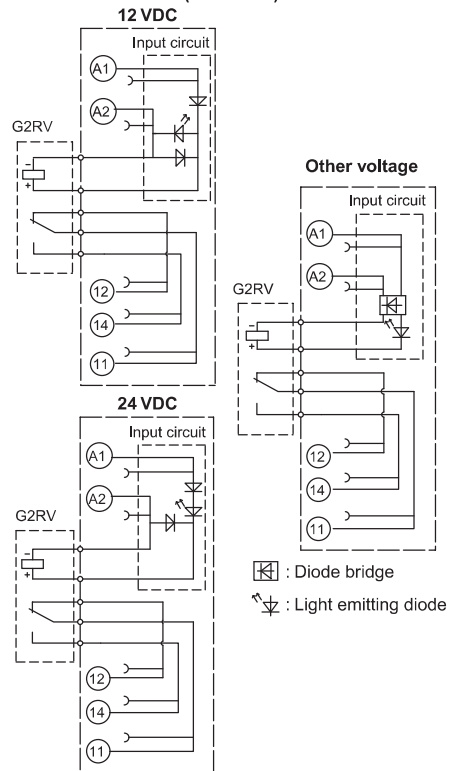 12 VDC
Input circuit
A1
A2
G2RV
–
+
12
14
11
24 VDC
Input circuit
A1
A2
G2RV
–
+
12
14
11
Other voltage
Input circuit
A1
A2
G2RV
–
+
12
14
11
: Diode bridge
: Light emitting diode